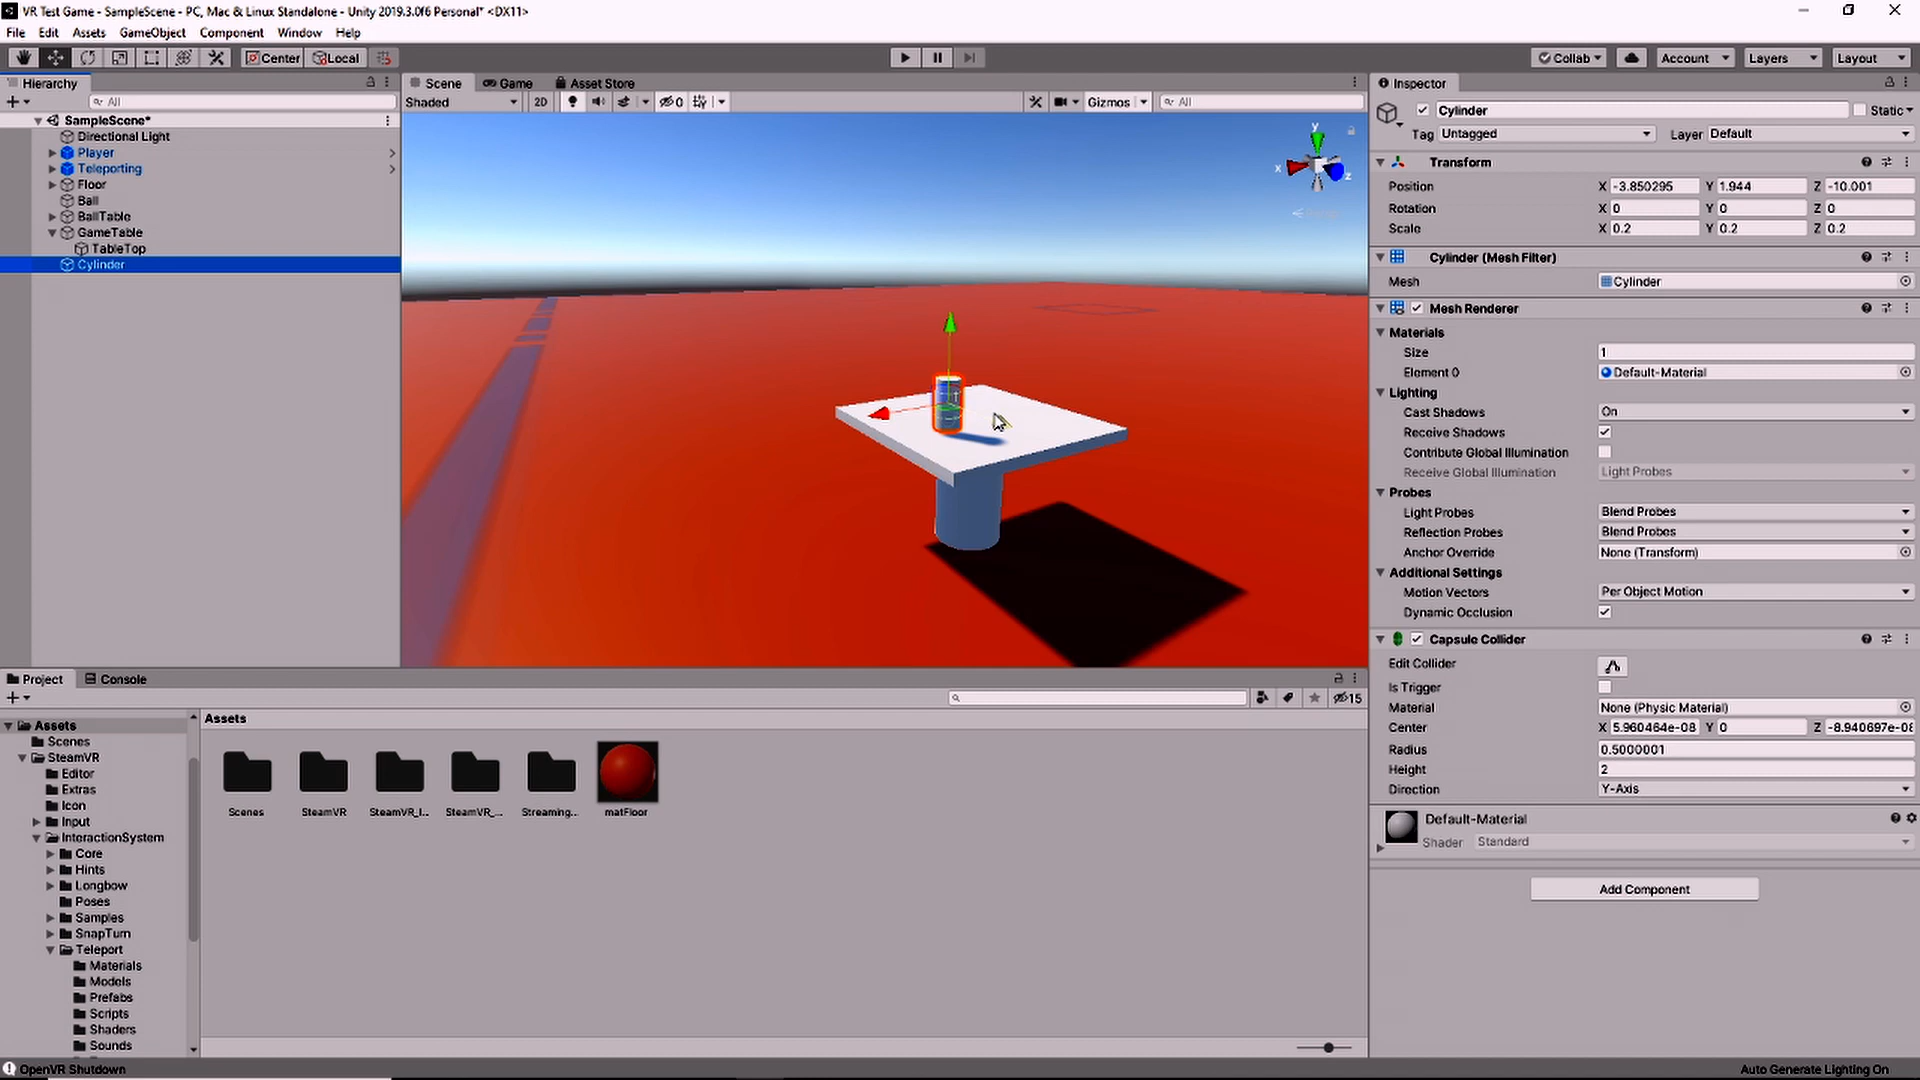 VR Test Game - SampleScene - PC, Mac & Linux Standalone - Unity 2019.3.0f6 Personal* <DX11>
File Edit Assets GameObject Component Window Help
Center Local Collab Account Layers Layout
Hierarchy
All
SampleScene*
Directional Light
Player
Teleporting
Floor
Ball
BallTable
GameTable
TableTop
Cylinder
Scene Game Asset Store
Shaded 2D 0 Gizmos All
y
x
z
Inspector
Cylinder Static
Tag Untagged Layer Default
Transform
Position X -3.850295 Y 1.944 Z -10.001
Rotation X 0 Y 0 Z 0
Scale X 0.2 Y 0.2 Z 0.2
Cylinder (Mesh Filter)
Mesh Cylinder
Mesh Renderer
Materials
Size 1
Element 0 Default-Material
Lighting
Cast Shadows On
Receive Shadows
Contribute Global Illumination
Receive Global Illumination Light Probes
Probes
Light Probes Blend Probes
Reflection Probes Blend Probes
Anchor Override None (Transform)
Additional Settings
Motion Vectors Per Object Motion
Dynamic Occlusion
Capsule Collider
Edit Collider
Is Trigger
Material None (Physic Material)
Center X 5.960464e-08 Y 0 Z -8.940697e-08
Radius 0.5000001
Height 2
Direction Y-Axis
Default-Material
Shader Standard
Add Component
Project Console
15
Assets
Scenes
SteamVR
Editor
Extras
Icon
Input
InteractionSystem
Core
Hints
Longbow
Poses
Samples
SnapTurn
Teleport
Materials
Models
Prefabs
Scripts
Shaders
Sounds
Assets
Scenes SteamVR SteamVR_I... SteamVR_... Streaming... matFloor
OpenVR Shutdown
Auto Generate Lighting On